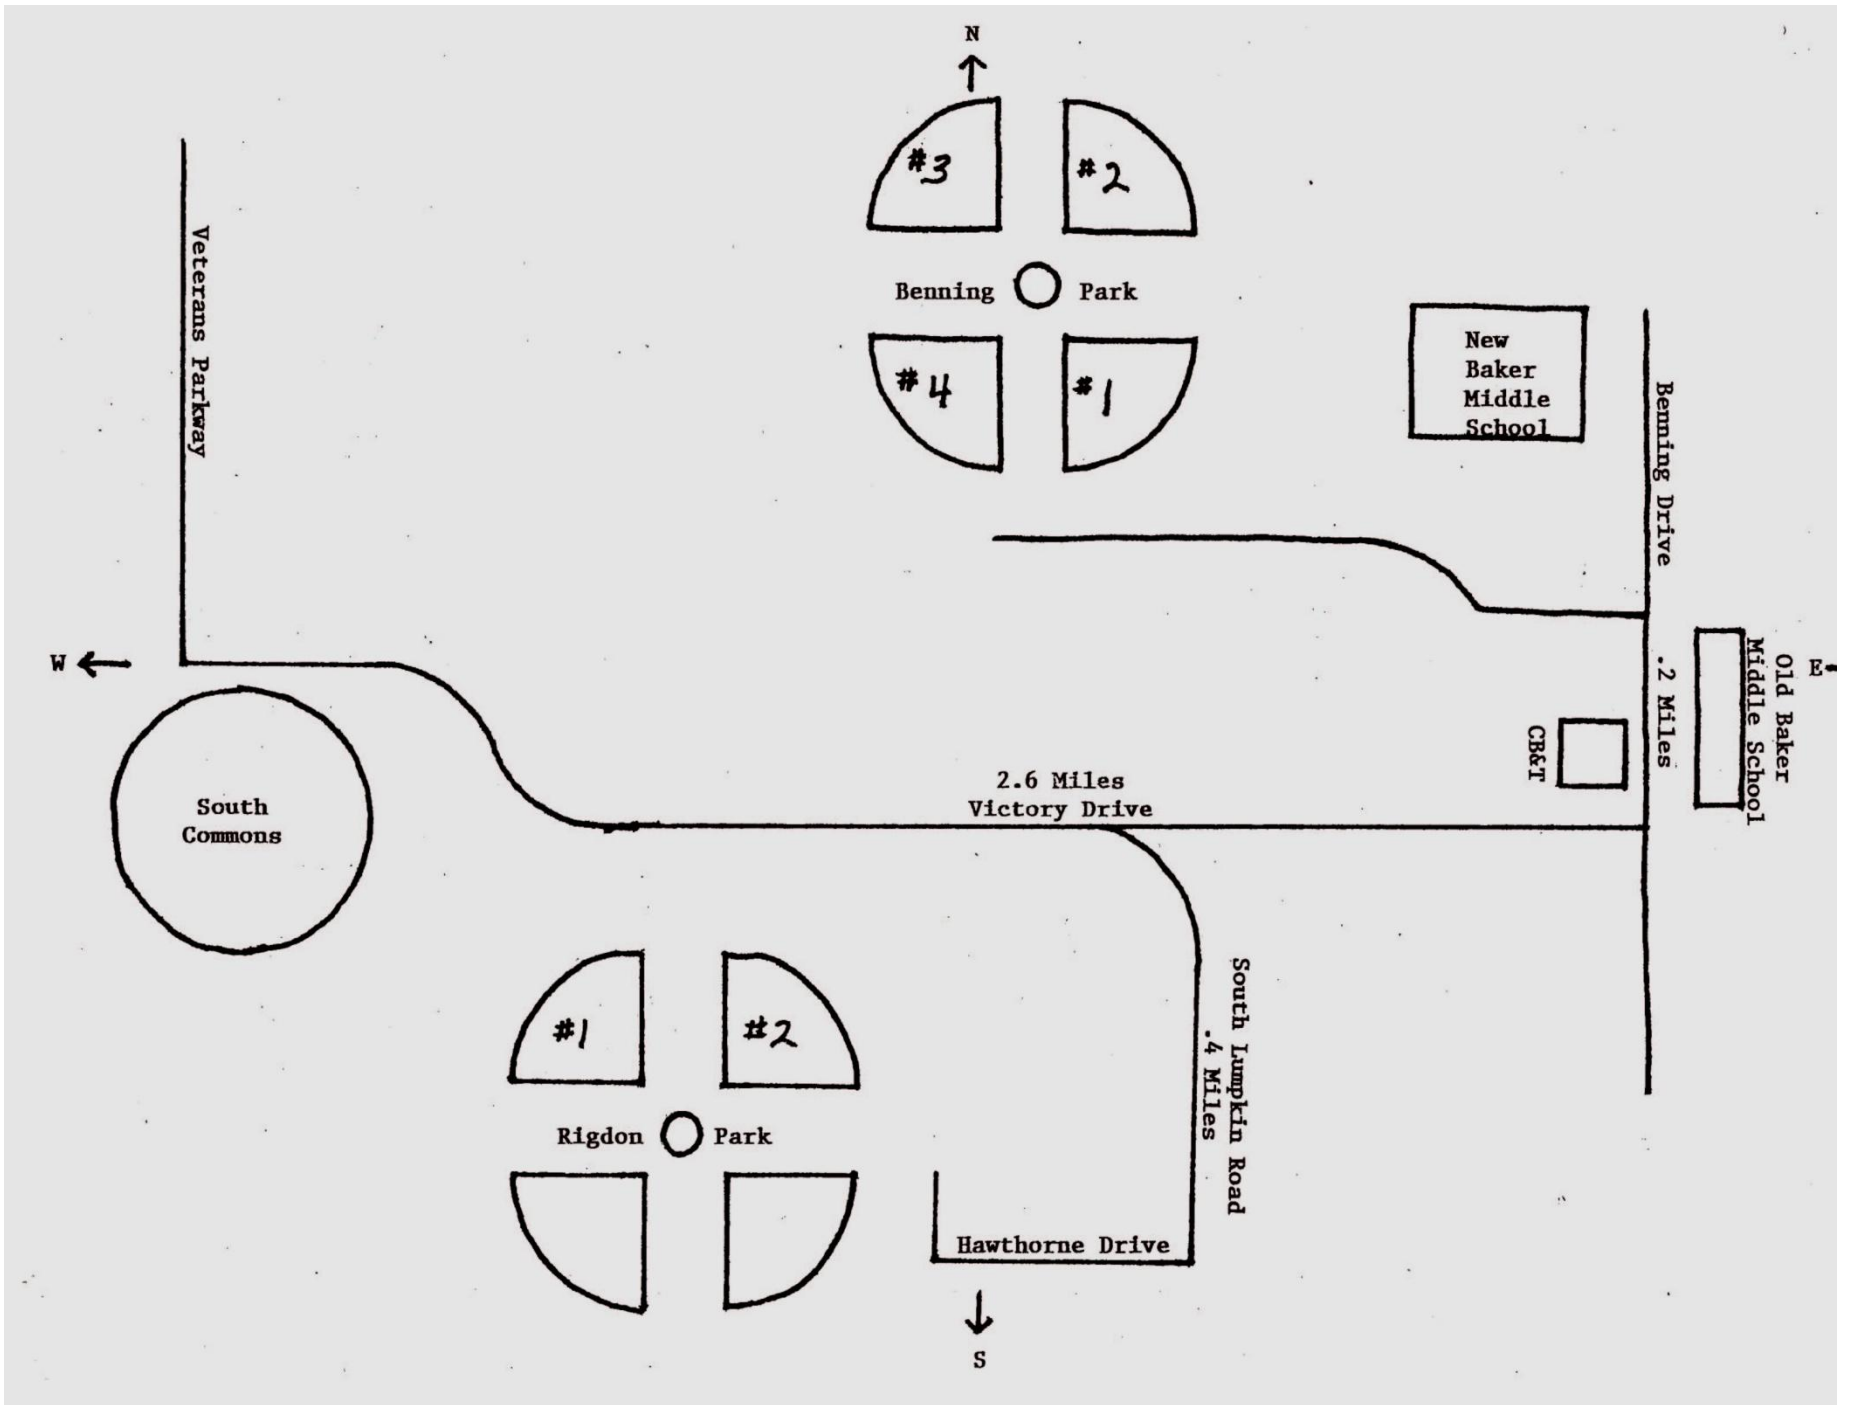 N
#3
#2
Benning Park
#4
#1
Veterans Parkway
New
Baker
Middle
School
Benning Drive
W
E
.2 Miles
Old Baker
Middle School
CB&T
2.6 Miles
Victory Drive
South
Commons
#1
#2
Rigdon Park
South Lumpkin Road
.4 Miles
Hawthorne Drive
S